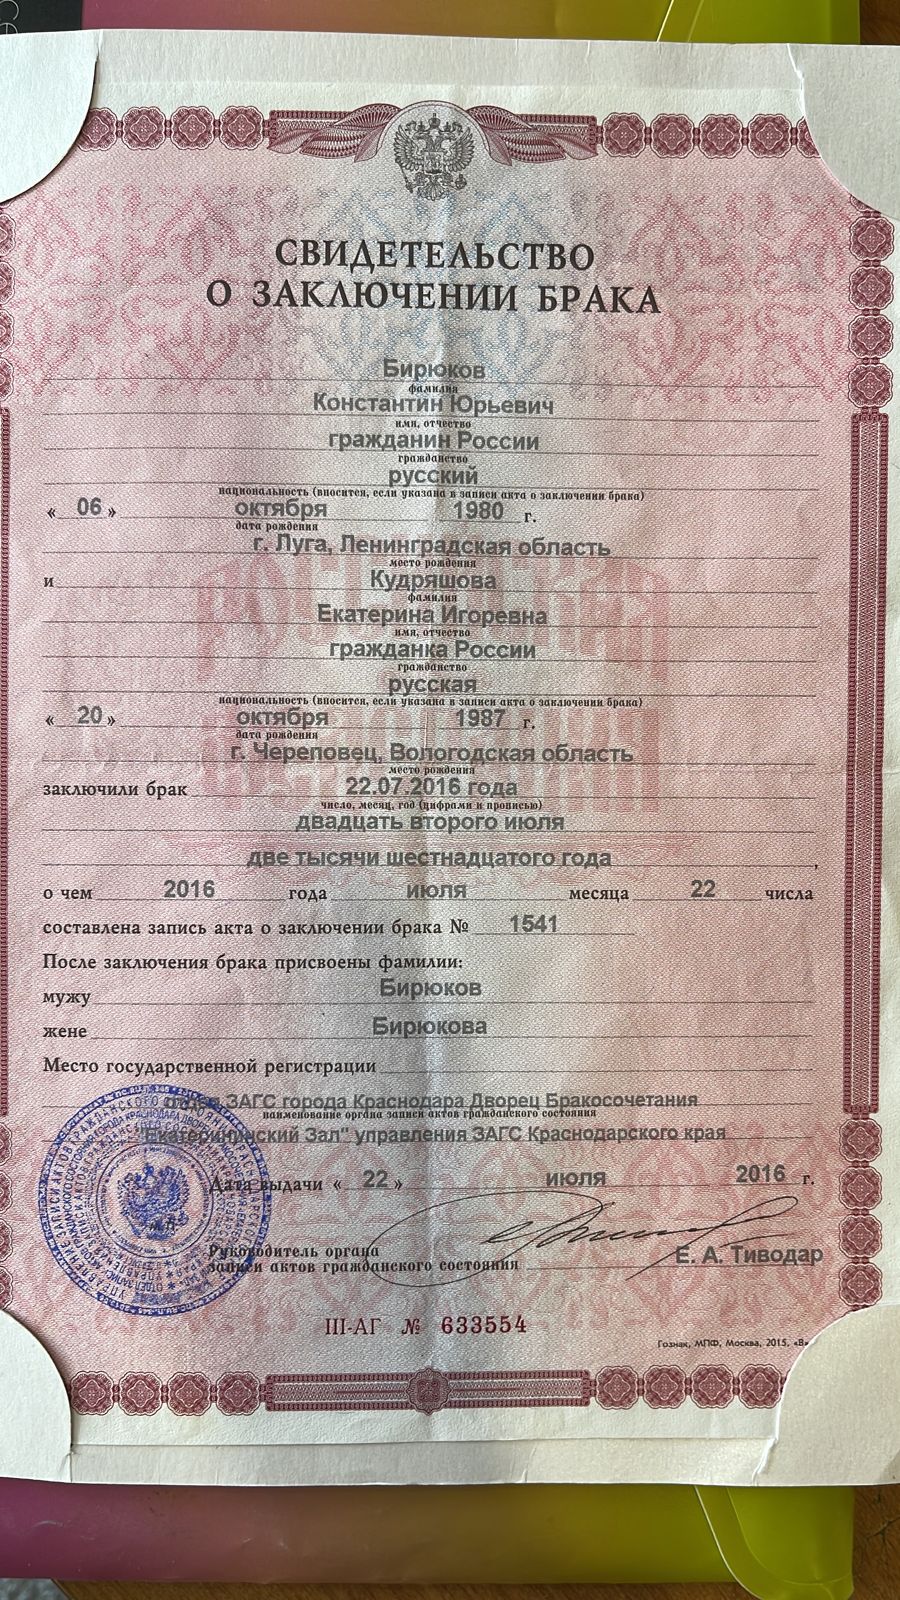 СВИДЕТЕЛЬСТВО
О ЗАКЛЮЧЕНИИ БРАКА
Бирюков
фамилия
Константин Юрьевич
имя, отчество
гражданин России
гражданство
русский
национальность (вносится, если указана в записи акта о заключении брака)
« 06 » октября 1980 г.
дата рождения
г. Луга, Ленинградская область
место рождения
и Кудряшова
фамилия
Екатерина Игоревна
имя, отчество
гражданка России
гражданство
русская
национальность (вносится, если указана в записи акта о заключении брака)
« 20 » октября 1987 г.
дата рождения
г. Череповец, Вологодская область
место рождения
заключили брак 22.07.2016 года
число, месяц, год (цифрами и прописью)
двадцать второго июля
две тысячи шестнадцатого года ,
о чем 2016 года июля месяца 22 числа
составлена запись акта о заключении брака № 1541
После заключения брака присвоены фамилии:
мужу Бирюков
жене Бирюкова
Место государственной регистрации
отдел ЗАГС города Краснодара Дворец Бракосочетания
наименование органа записи актов гражданского состояния
"Екатерининский Зал" управления ЗАГС Краснодарского края
Дата выдачи « 22 » июля 2016 г.
Руководитель органа
записи актов гражданского состояния Е. А. Тиводар
III-АГ № 633554
Гознак, МПФ, Москва, 2015, «В»